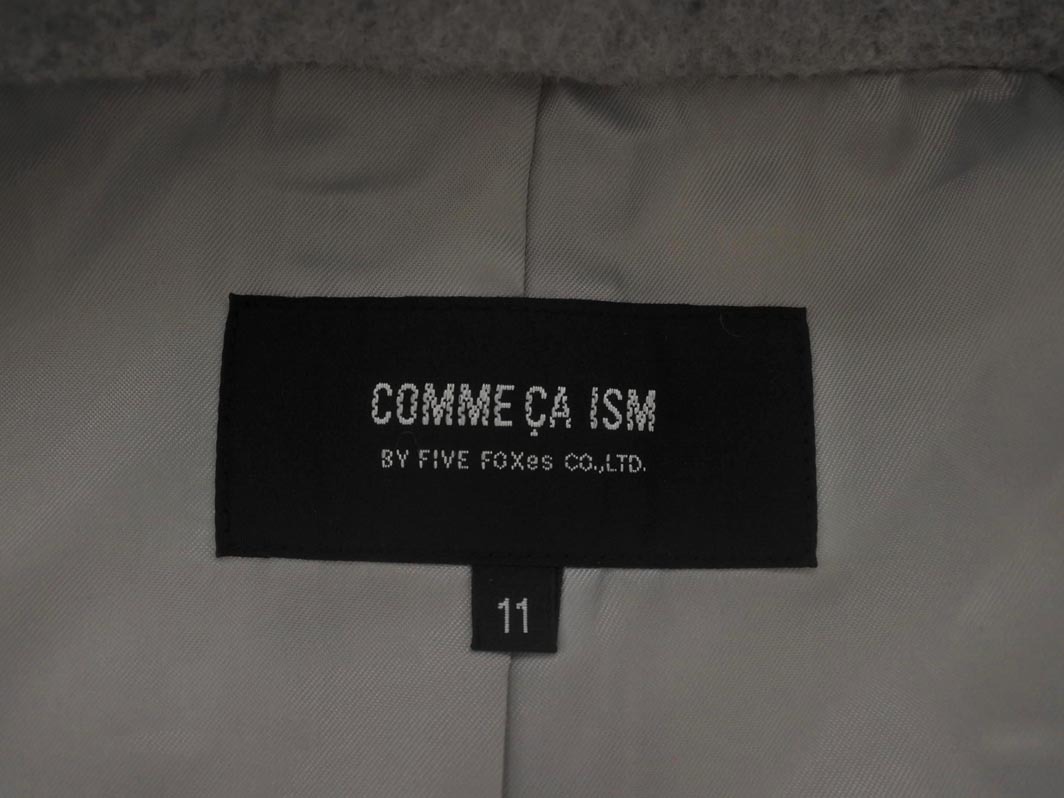 COMME ÇA ISM
BY FIVE FOXes CO.,LTD.
11